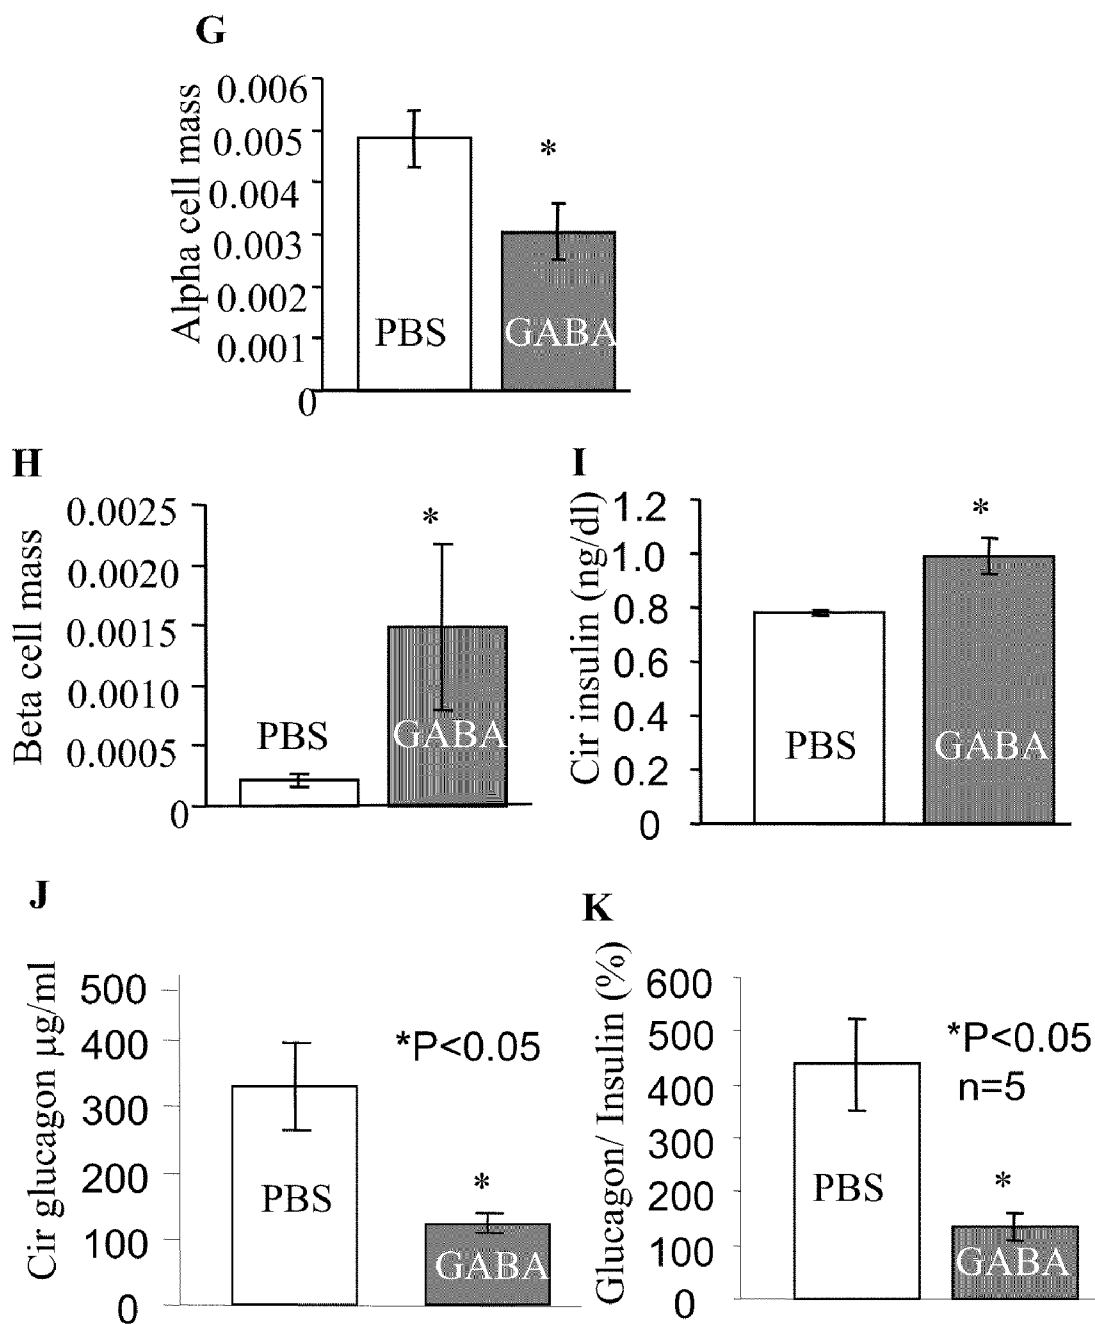 G
Alpha cell mass
0.006
0.005
0.004
0.003
0.002
0.001
0
*
PBS
GABA
H
Beta cell mass
0.0025
0.0020
0.0015
0.0010
0.0005
0
*
PBS
GABA
I
Cir insulin (ng/dl)
1.2
1.0
0.8
0.6
0.4
0.2
0
*
PBS
GABA
J
Cir glucagon µg/ml
500
400
300
200
100
0
*P<0.05
*
PBS
GABA
K
Glucagon/ Insulin (%)
600
500
400
300
200
100
0
*P<0.05
n=5
*
PBS
GABA